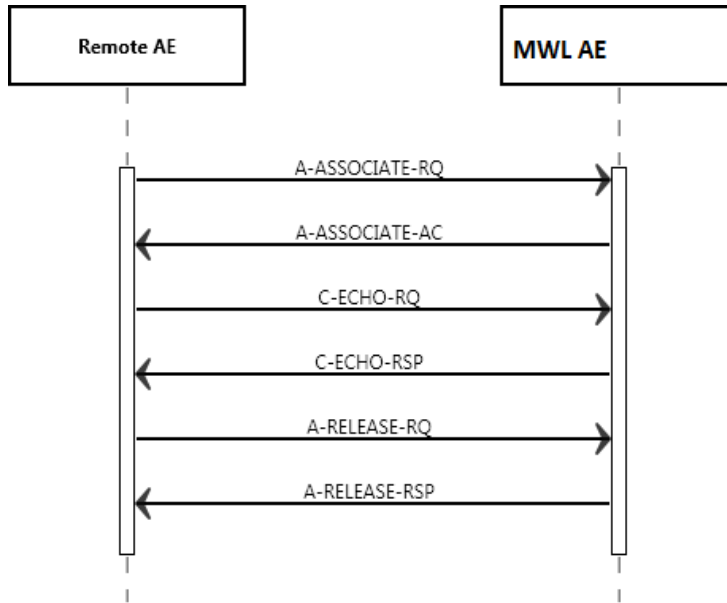 Remote AE
MWL AE
A-ASSOCIATE-RQ
A-ASSOCIATE-AC
C-ECHO-RQ
C-ECHO-RSP
A-RELEASE-RQ
A-RELEASE-RSP